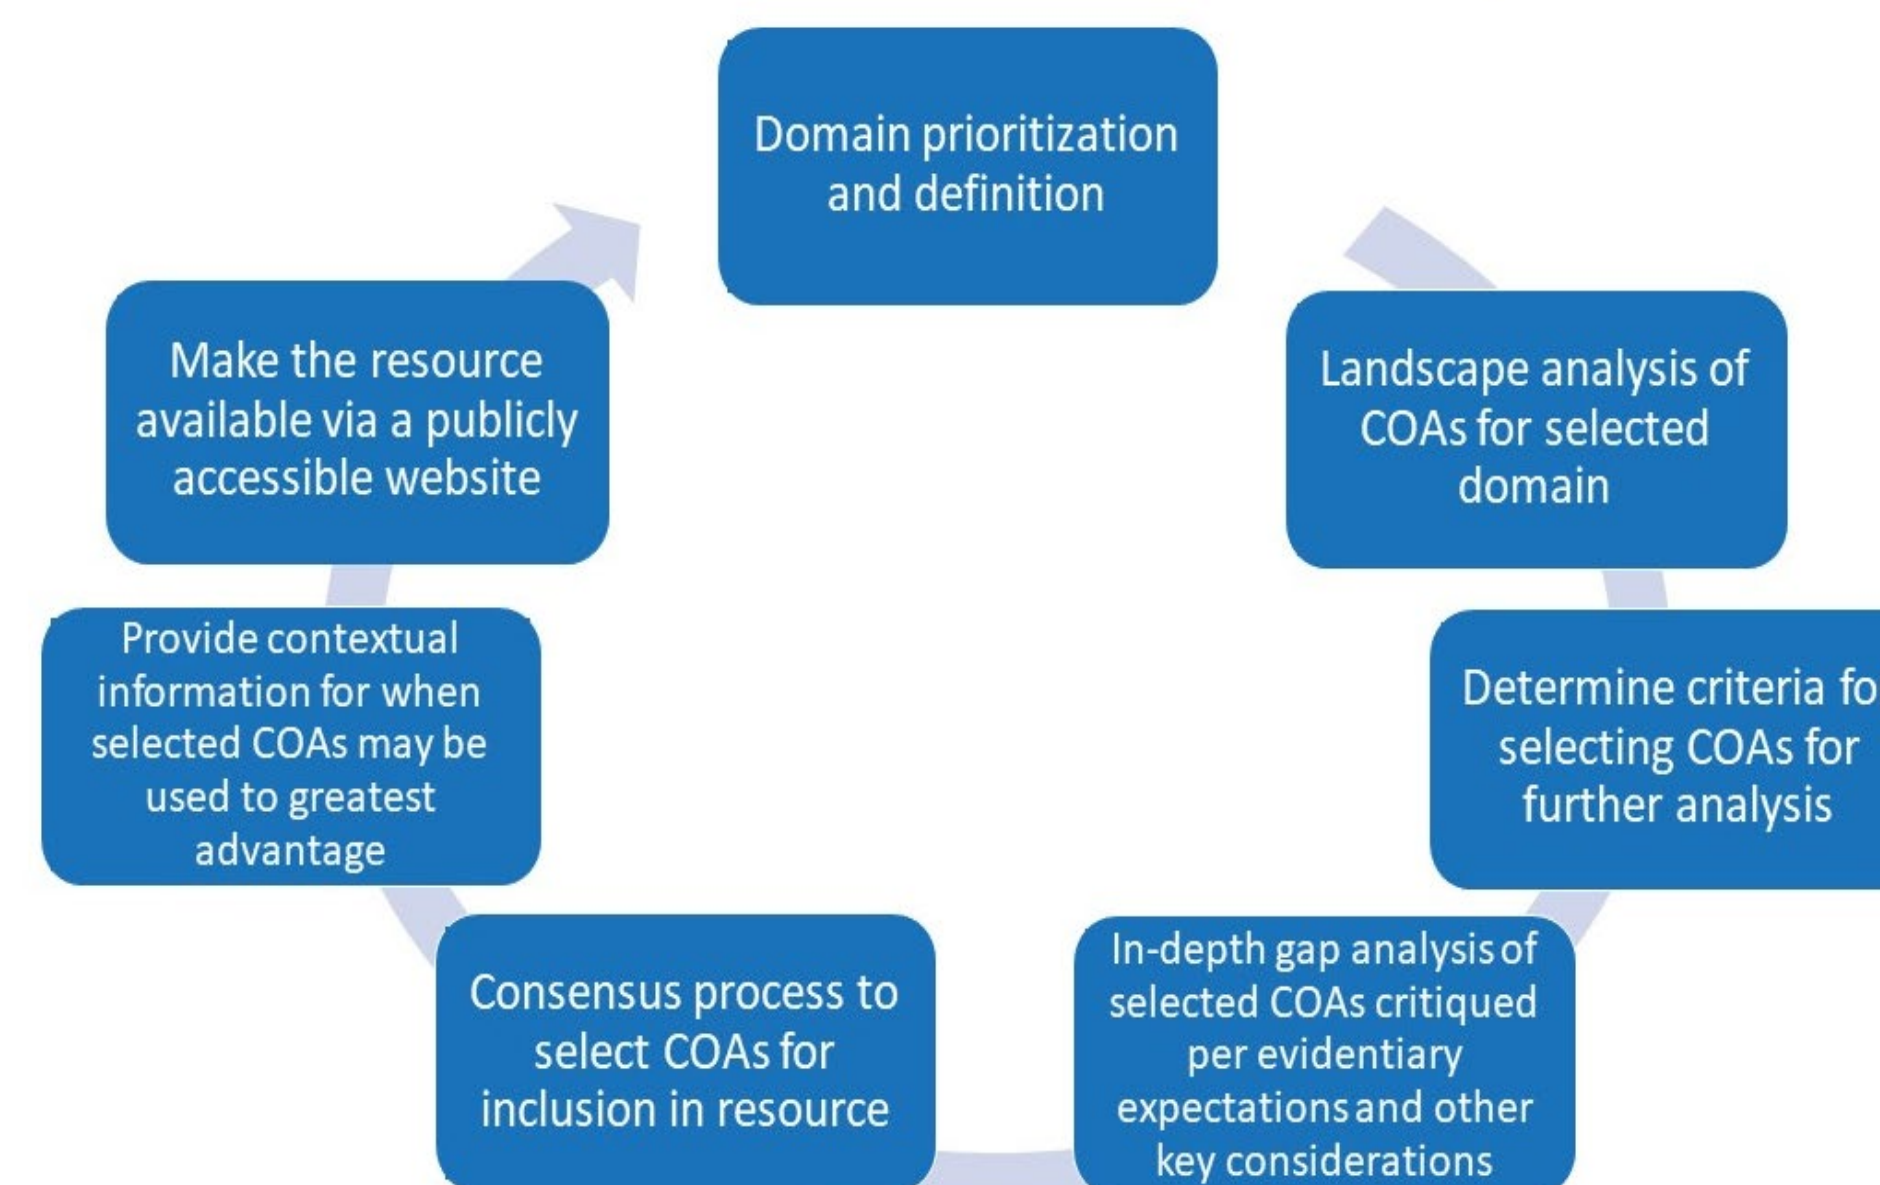 Domain prioritization
and definition
Landscape analysis of
COAs for selected
domain
Determine criteria fo
selecting COAs for
further analysis
In-depth gap analysis of
selected COAs critiqued
per evidentiary
expectations and other
key considerations
Consensus process to
select COAs for
inclusion in resource
Provide contextual
information for when
selected COAs may be
used to greatest
advantage
Make the resource
available via a publicly
accessible website